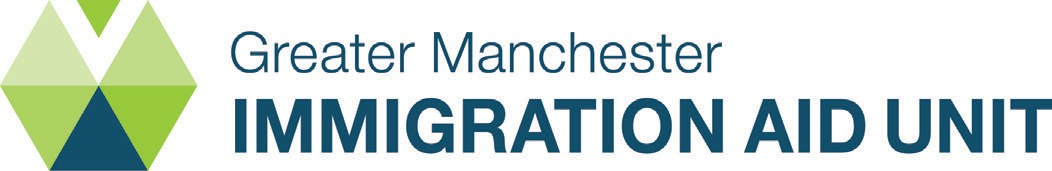 Greater Manchester
IMMIGRATION AID UNIT